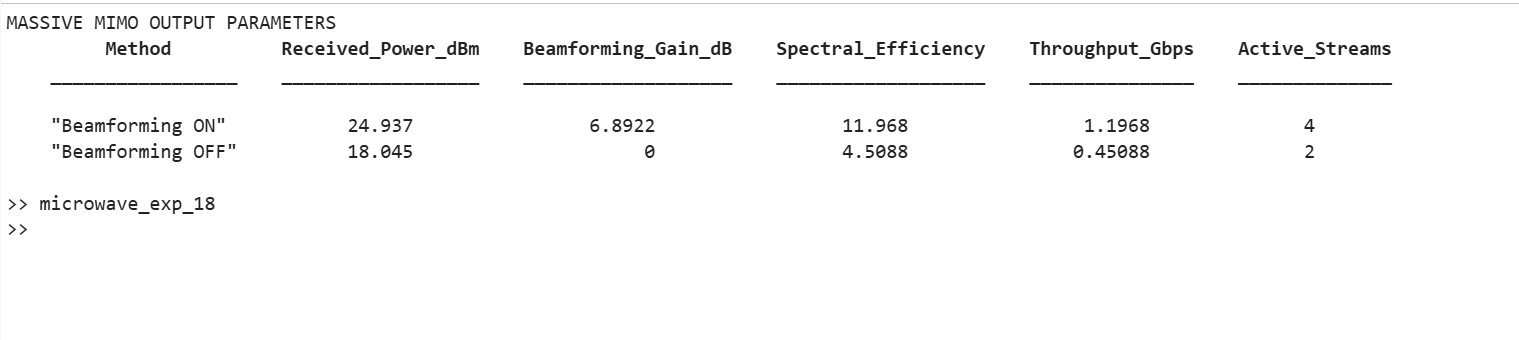 MASSIVE MIMO OUTPUT PARAMETERS
Method Received_Power_dBm Beamforming_Gain_dB Spectral_Efficiency Throughput_Gbps Active_Streams
"Beamforming ON" 24.937 6.8922 11.968 1.1968 4
"Beamforming OFF" 18.045 0 4.5088 0.45088 2
>> microwave_exp_18
>>